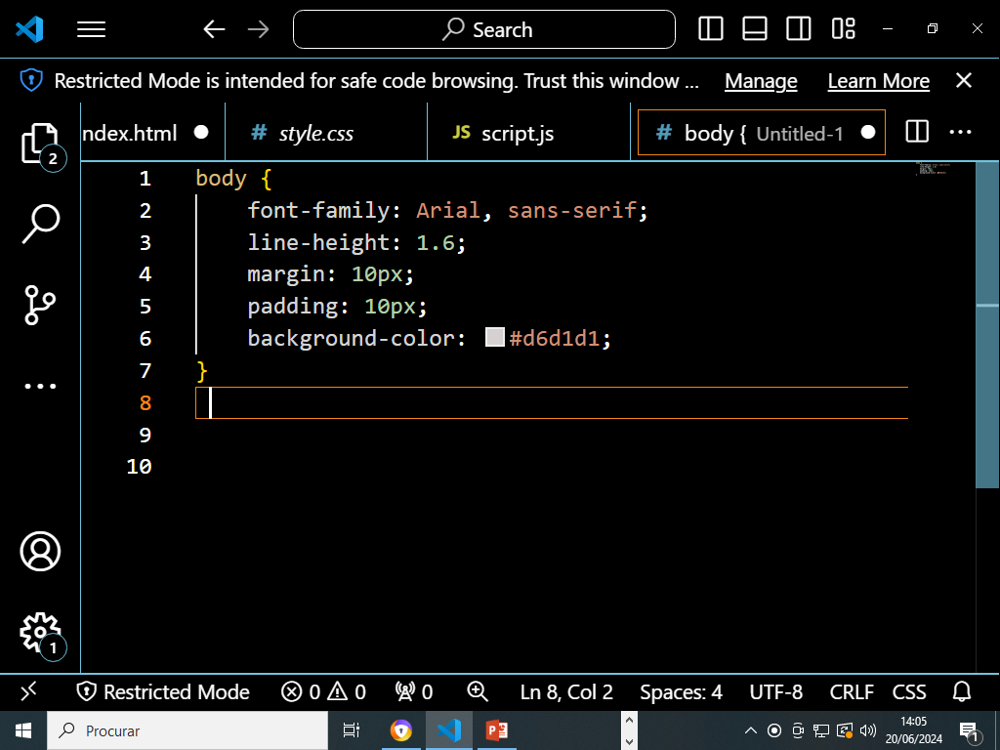 Search
Restricted Mode is intended for safe code browsing. Trust this window ... Manage Learn More
ndex.html # style.css JS script.js # body { Untitled-1
2
1 body {
2 font-family: Arial, sans-serif;
3 line-height: 1.6;
4 margin: 10px;
5 padding: 10px;
6 background-color: #d6d1d1;
7 }
8
9
10
1
Restricted Mode 0 0 0 Ln 8, Col 2 Spaces: 4 UTF-8 CRLF CSS
Procurar
14:05
20/06/2024
1